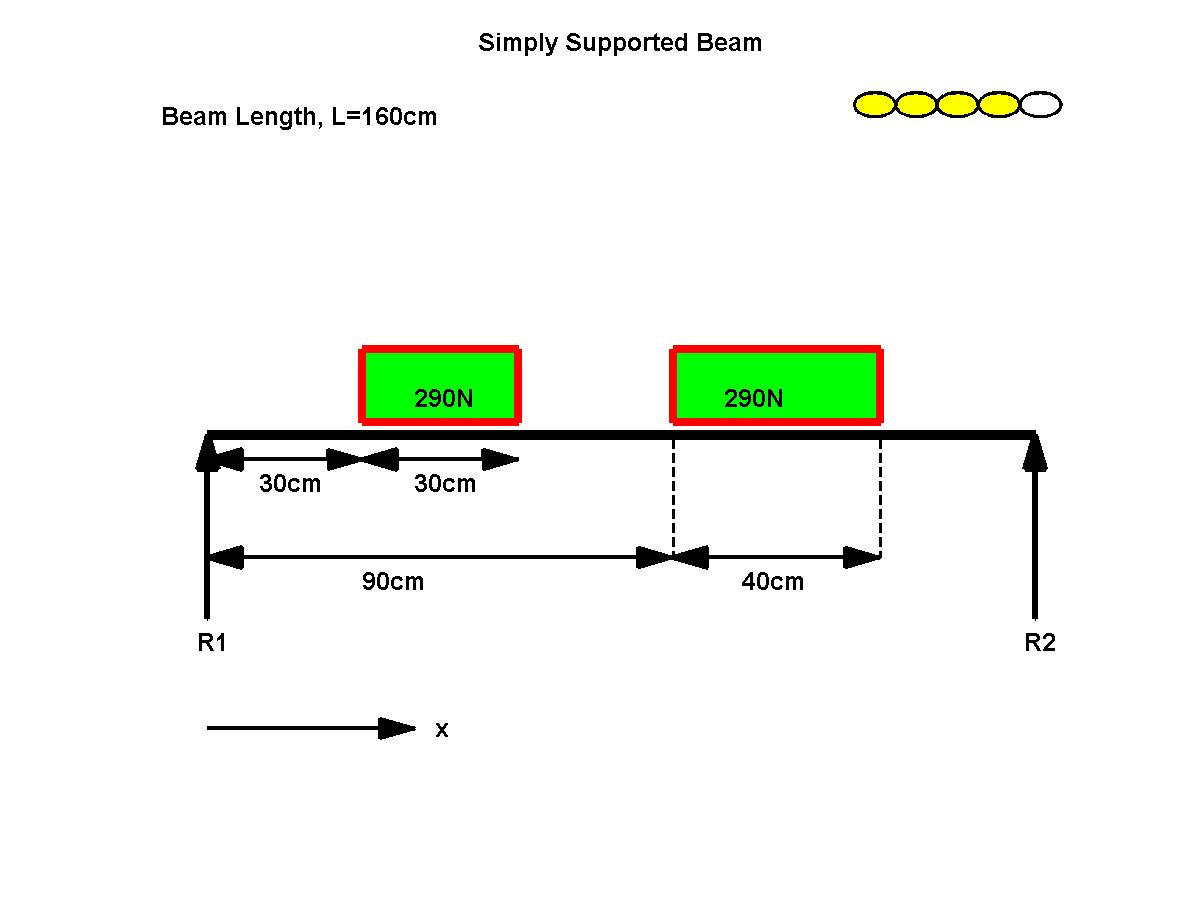 Simply Supported Beam
Beam Length, L=160cm
290N
290N
30cm
30cm
90cm
40cm
R1
R2
x